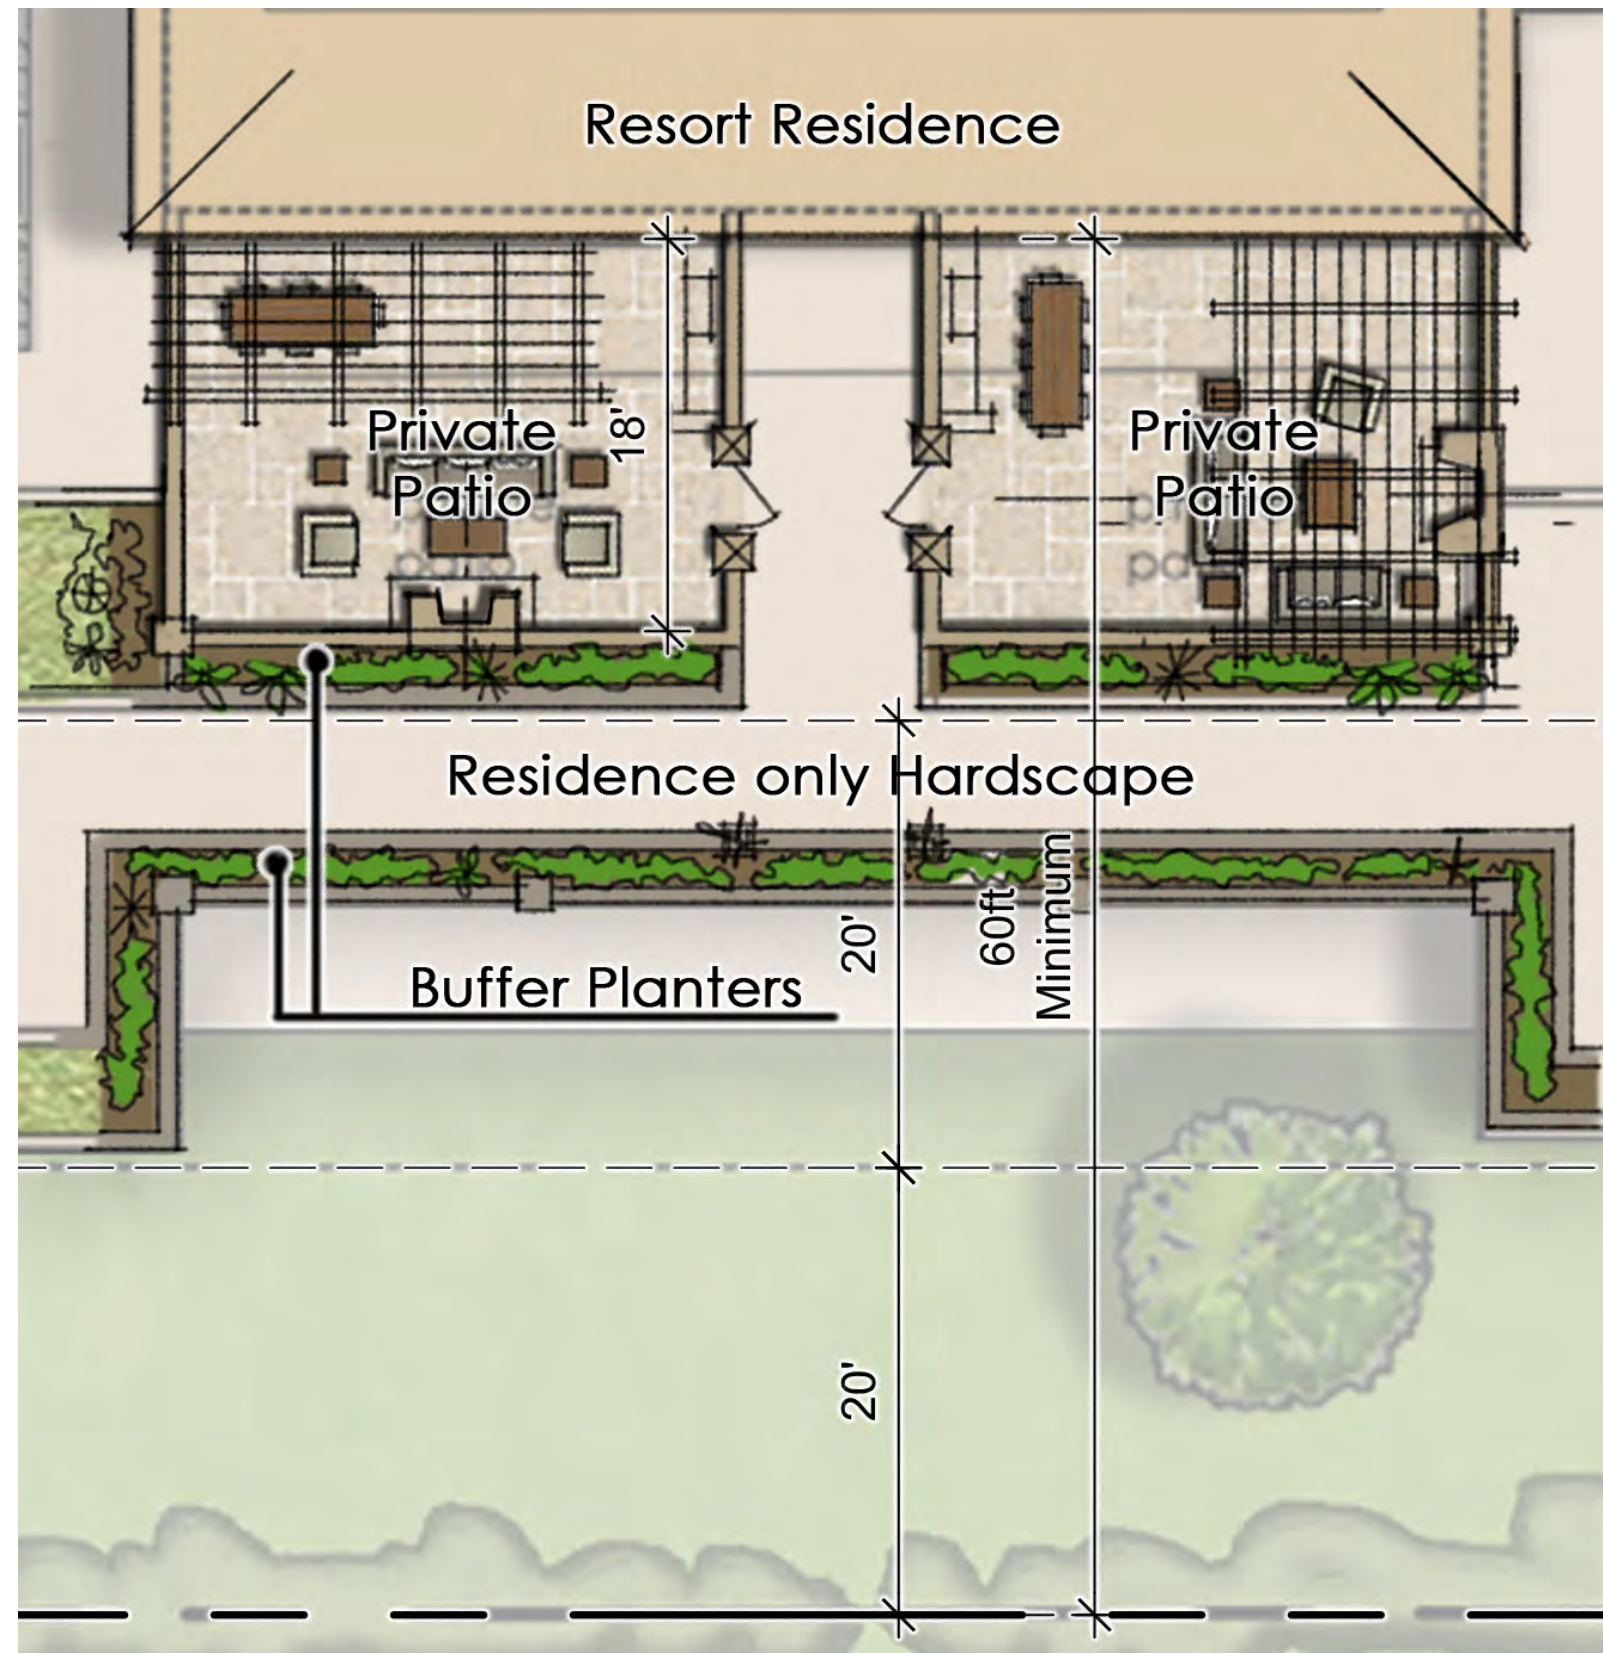 Resort Residence
Private
Patio
18'
Private
Patio
Residence only Hardscape
20'
60ft
Minimum
Buffer Planters
20'